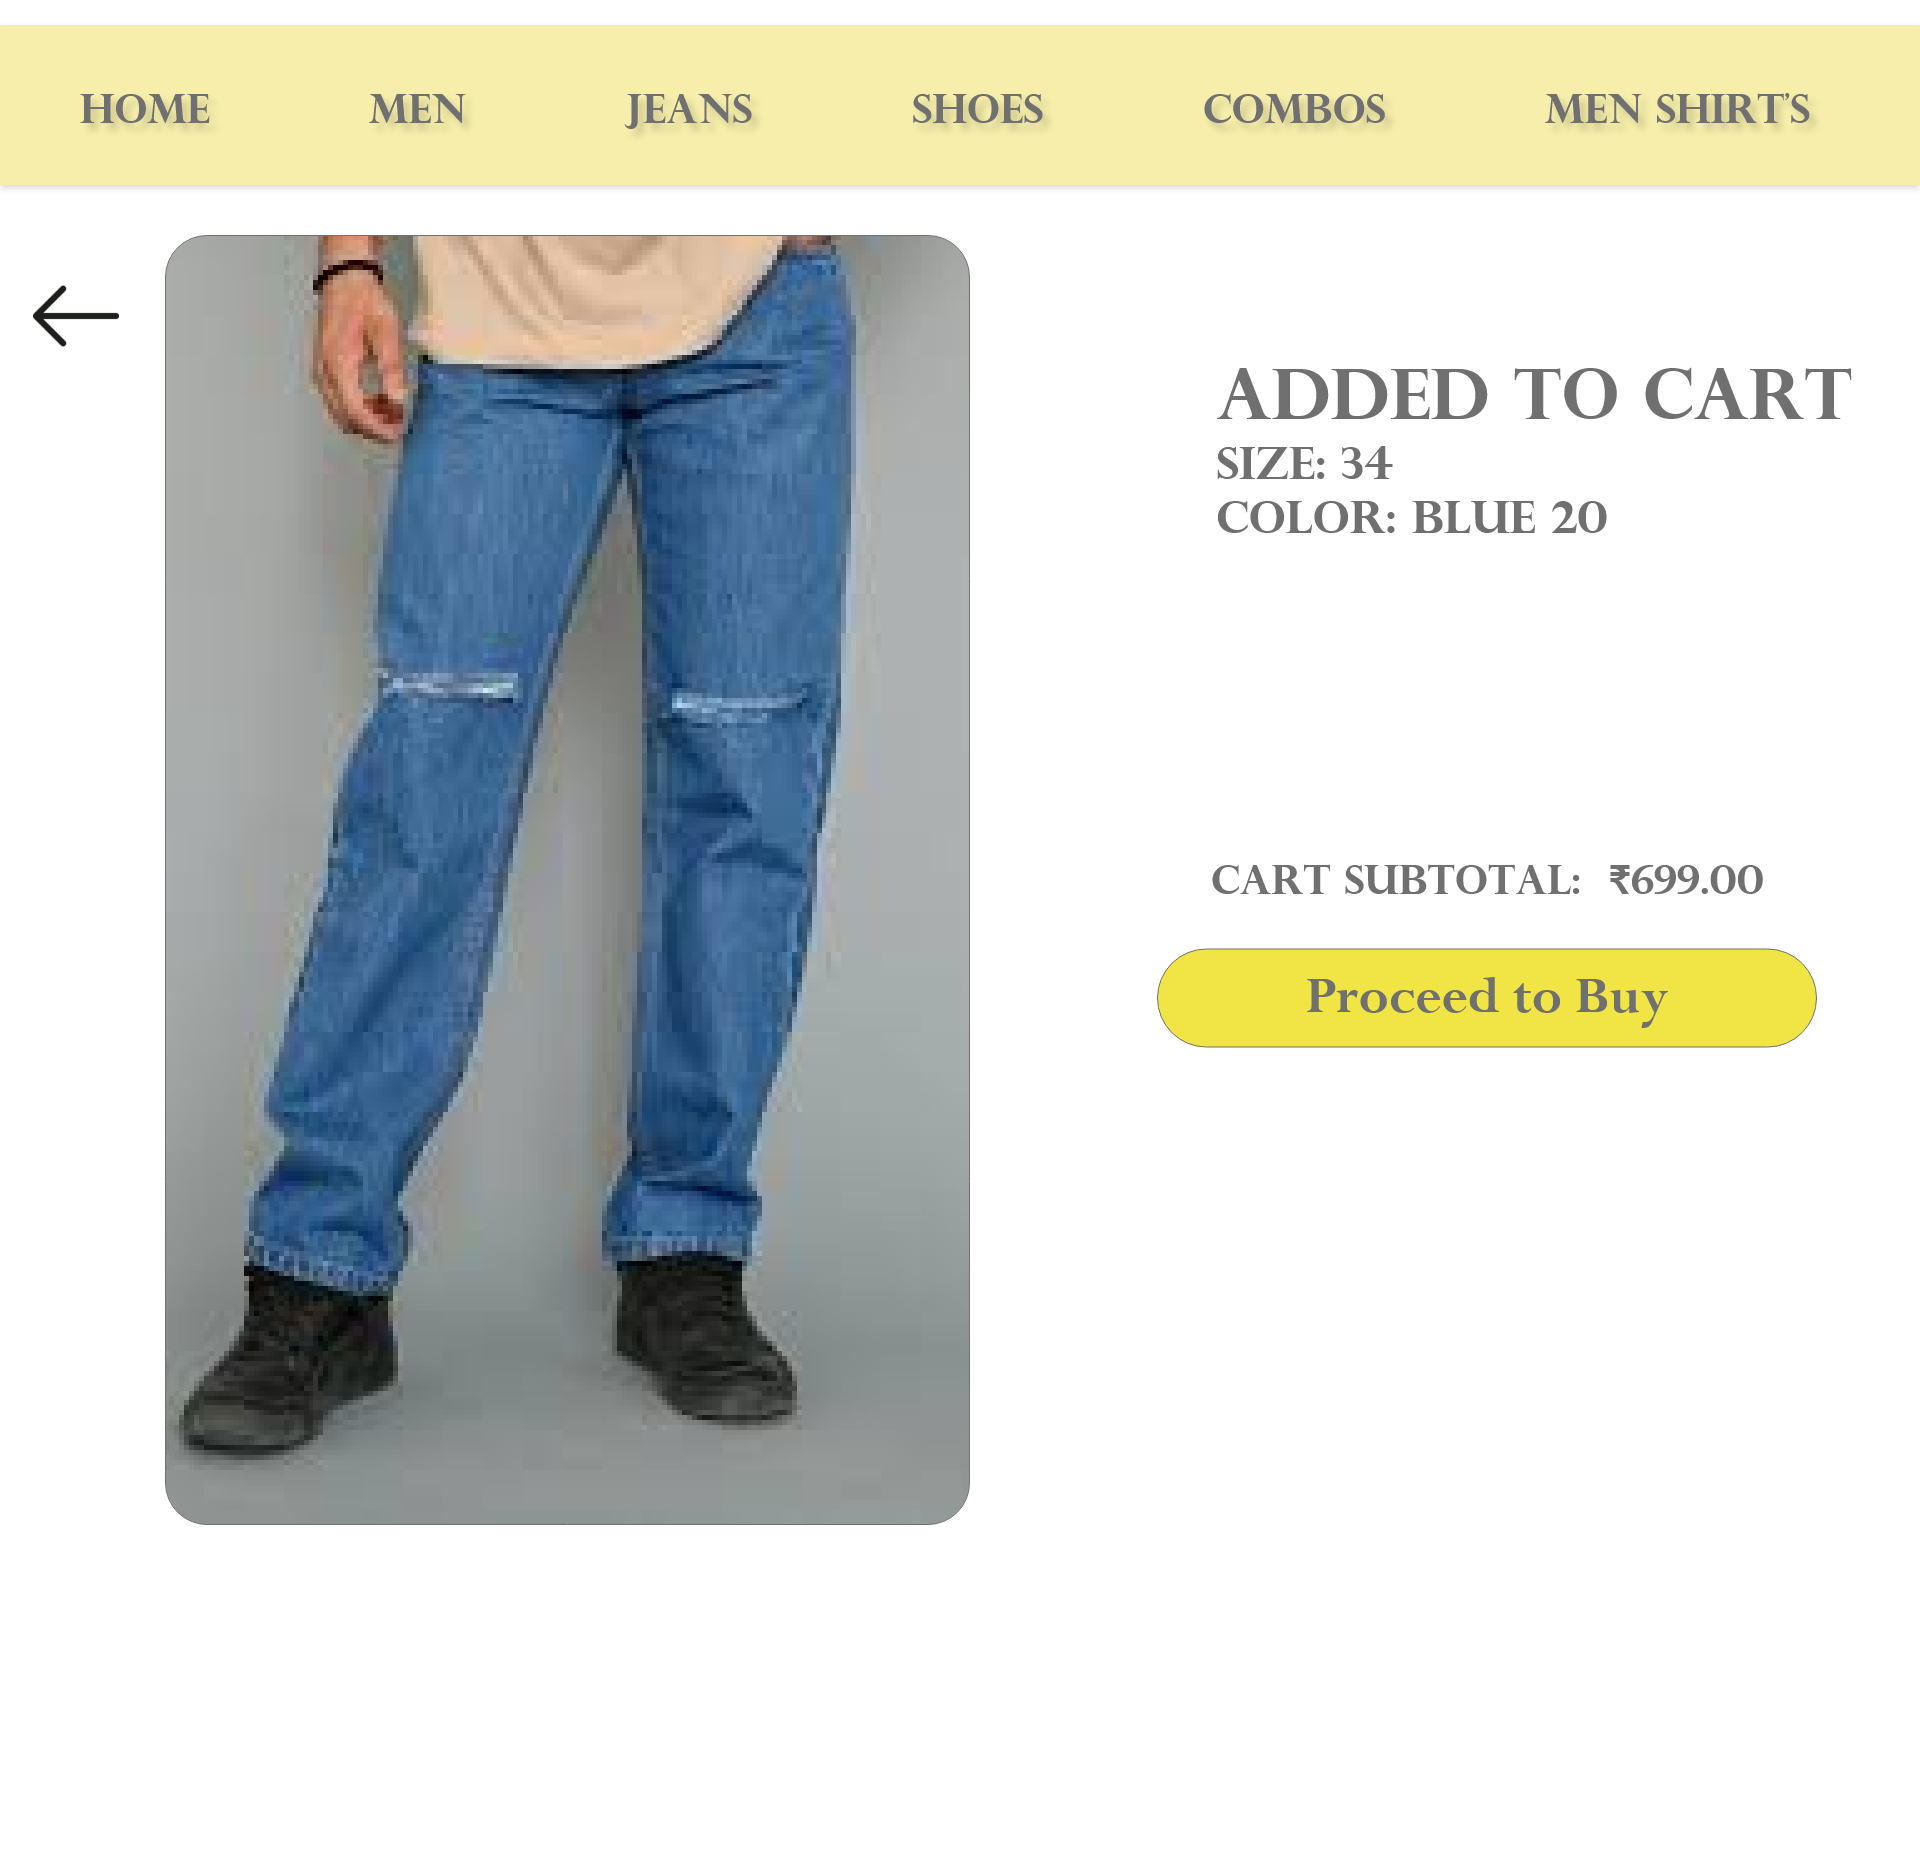 HOME MEN JEANS SHOES COMBOS MEN SHIRT'S
ADDED TO CART
SIZE: 34
COLOR: BLUE 20
CART SUBTOTAL: ₹699.00
Proceed to Buy